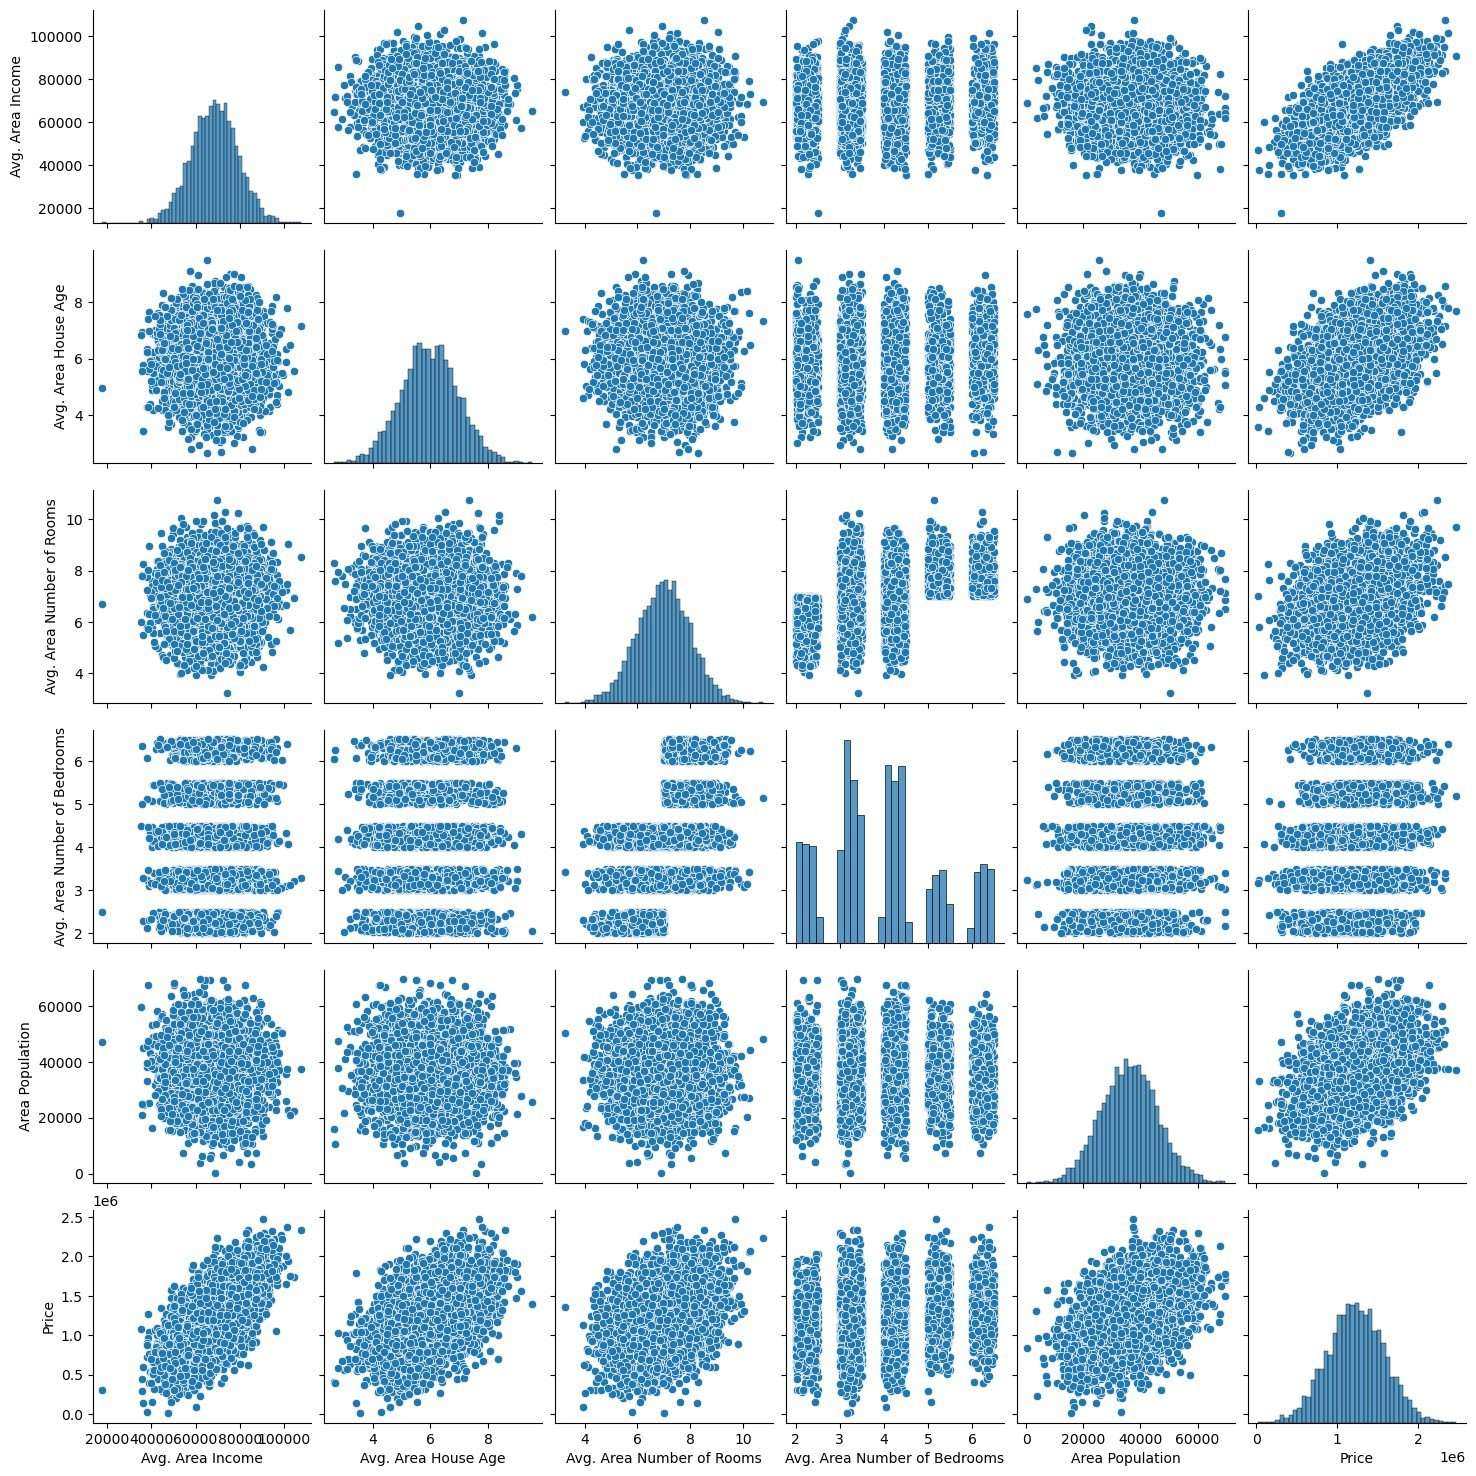 100000
80000
60000
40000
20000
Avg. Area Income
8
6
4
Avg. Area House Age
10
8
6
4
Avg. Area Number of Rooms
6
5
4
3
2
Avg. Area Number of Bedrooms
60000
40000
20000
0
Area Population
1e6
2.5
2.0
1.5
1.0
0.5
0.0
Price
20000 40000 60000 80000 100000 4 6 8 4 6 8 10 2 3 4 5 6 0 20000 40000 60000 0 1 2
1e6
Avg. Area Income Avg. Area House Age Avg. Area Number of Rooms Avg. Area Number of Bedrooms Area Population Price